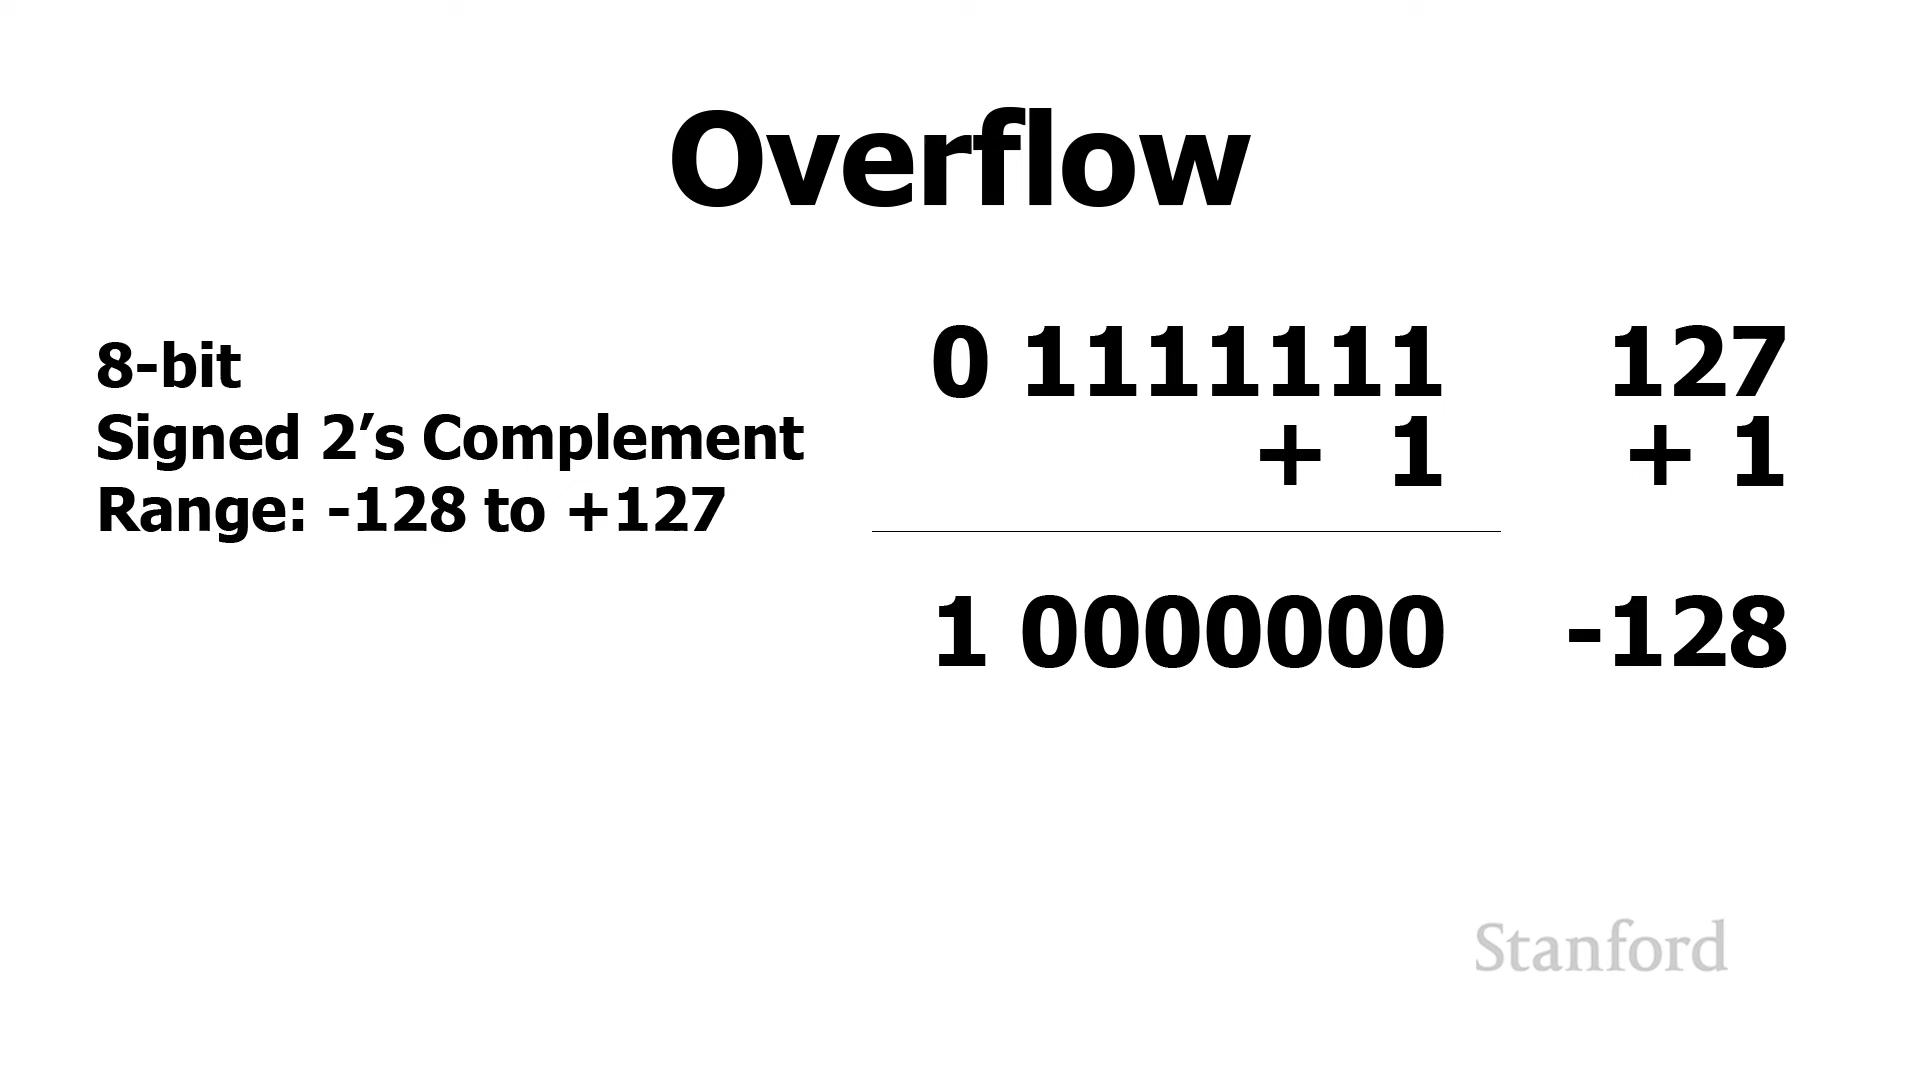 Overflow
8-bit
Signed 2’s Complement
Range: -128 to +127
0 1111111 127
+ 1 + 1
1 0000000 -128
Stanford